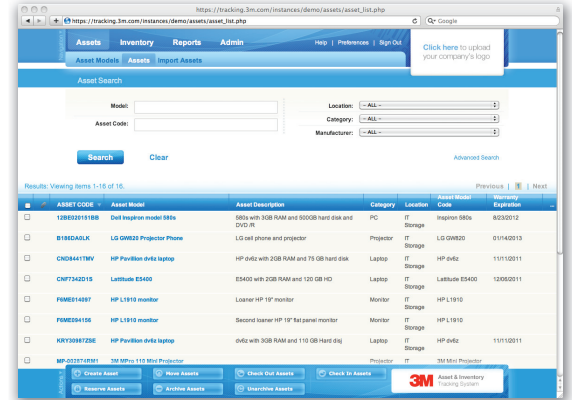 https://tracking.3m.com/instances/demo/assets/asset_list.php
https://tracking.3m.com/instances/demo/assets/asset_list.php
Google
Assets Inventory Reports Admin Help | Preferences | Sign Out
Click here to upload
your company's logo
Asset Models Assets Import Assets
Asset Search
Model: Location: - ALL -
Asset Code: Category: - ALL -
Manufacturer: - ALL -
Search Clear Advanced Search
Results: Viewing items 1-16 of 16. Previous | 1 | Next
ASSET CODE Asset Model Asset Description Category Location Asset Model Code Warranty Expiration
12BE020151BB Dell Inspiron model 580s 580s with 3GB RAM and 500GB hard disk and DVD /R PC IT Storage Inspiron 580s 8/23/2012
B186DA0LK LG GW820 Projector Phone LG cell phone and projector Projector IT Storage LG GW820 01/14/2013
CND8441TMV HP Pavillion dv6z laptop HP dv6z with 2GB RAM and 75 GB hard disk Laptop IT Storage HP dv6z 11/11/2011
CNF7342D1S Lattitude E5400 E5400 with 2GB RAM and 120 GB HD Laptop IT Storage Lattitude E5400 12/06/2011
F6ME014097 HP L1910 monitor Loaner HP 19" monitor Monitor IT Storage HP L1910
F6ME094156 HP L1910 monitor Second loaner HP 19" flat panel monitor Monitor IT Storage HP L1910
KRY30987ZSE HP Pavillion dv6z laptop dv6z with 3GB RAM and 110 GB Hard disj Laptop IT Storage HP dv6z 11/11/2011
MP-002874RM1 3M MPro 110 Mini Projector Projector IT 3M Mini Projector
Create Asset Move Assets Check Out Assets Check In Assets
Reserve Assets Archive Assets Unarchive Assets
3M Asset & Inventory
Tracking System